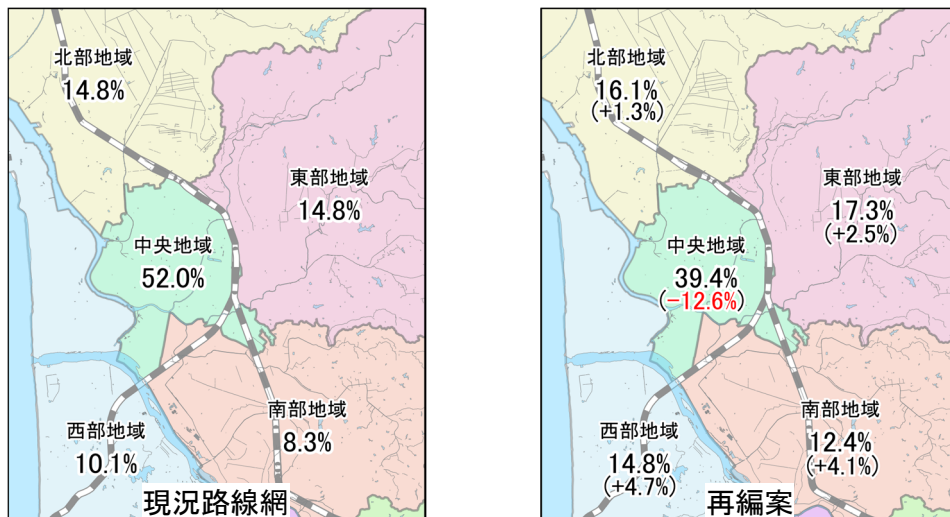 北部地域
14.8%
東部地域
14.8%
中央地域
52.0%
南部地域
8.3%
西部地域
10.1%
現況路線網
北部地域
16.1%
(+1.3%)
東部地域
17.3%
(+2.5%)
中央地域
39.4%
(-12.6%)
南部地域
12.4%
(+4.1%)
西部地域
14.8%
(+4.7%)
再編案